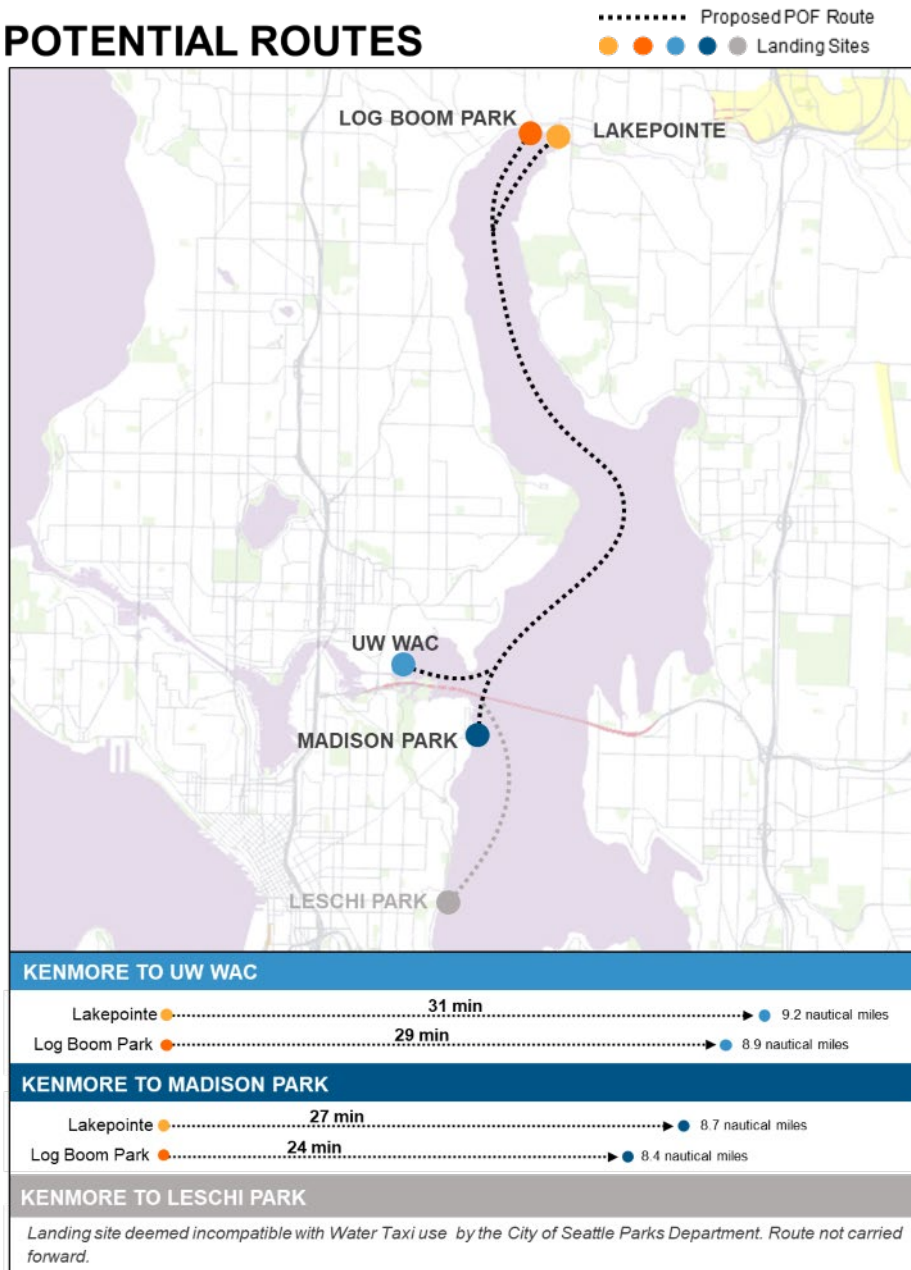 POTENTIAL ROUTES
Proposed POF Route
Landing Sites
LOG BOOM PARK
LAKEPOINTE
UW WAC
MADISON PARK
LESCHI PARK
KENMORE TO UW WAC
Lakepointe 31 min 9.2 nautical miles
Log Boom Park 29 min 8.9 nautical miles
KENMORE TO MADISON PARK
Lakepointe 27 min 8.7 nautical miles
Log Boom Park 24 min 8.4 nautical miles
KENMORE TO LESCHI PARK
Landing site deemed incompatible with Water Taxi use by the City of Seattle Parks Department. Route not carried
forward.